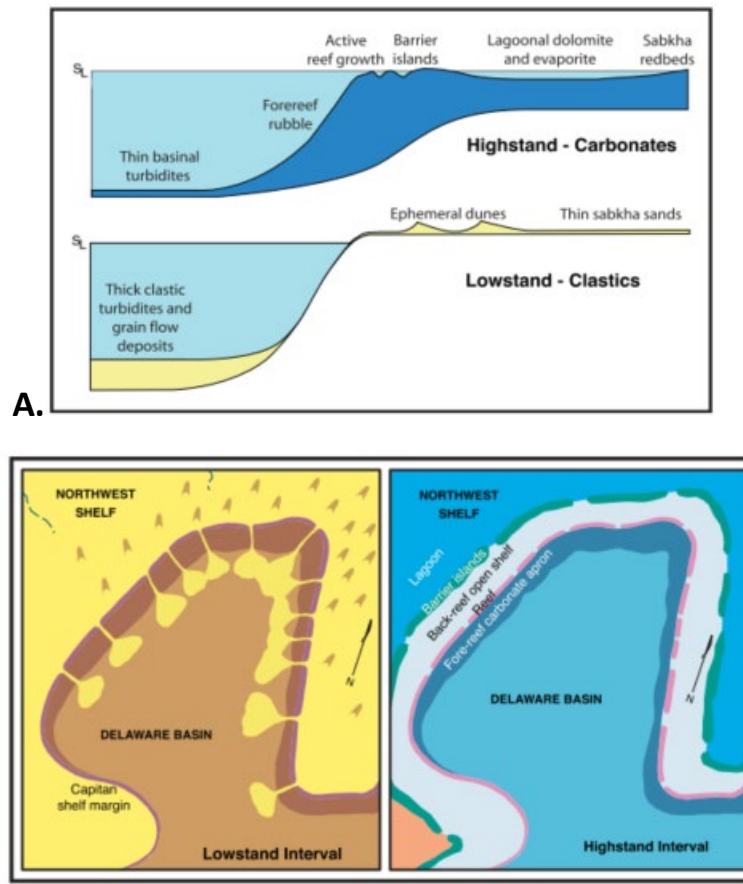 Active
reef growth
Barrier
islands
Lagoonal dolomite
and evaporite
Sabkha
redbeds
SL
Forereef
rubble
Thin basinal
turbidites
Highstand - Carbonates
Ephemeral dunes
Thin sabkha sands
SL
Lowstand - Clastics
Thick clastic
turbidites and
grain flow
deposits
A.
NORTHWEST
SHELF
N
DELAWARE BASIN
Capitan
shelf margin
Lowstand Interval
NORTHWEST
SHELF
Lagoon
Barrier islands
Back-reef open shelf
Reef
Fore-reef carbonate apron
N
DELAWARE BASIN
Highstand Interval